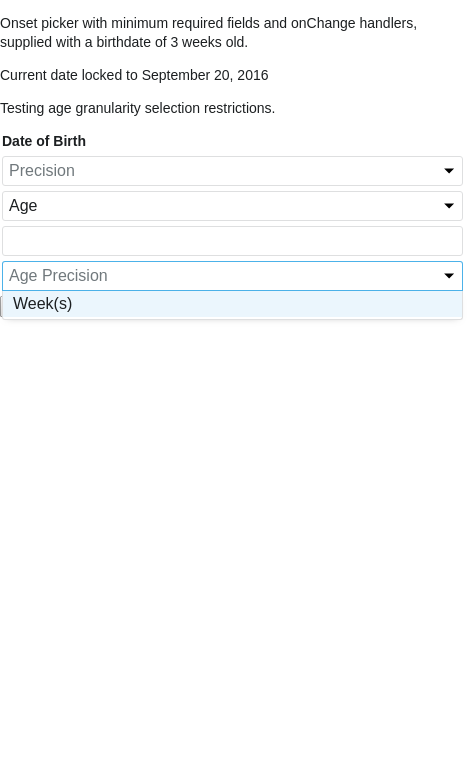 Onset picker with minimum required fields and onChange handlers,
supplied with a birthdate of 3 weeks old.
Current date locked to September 20, 2016
Testing age granularity selection restrictions.
Date of Birth
Precision
Age
Age Precision
Week(s)